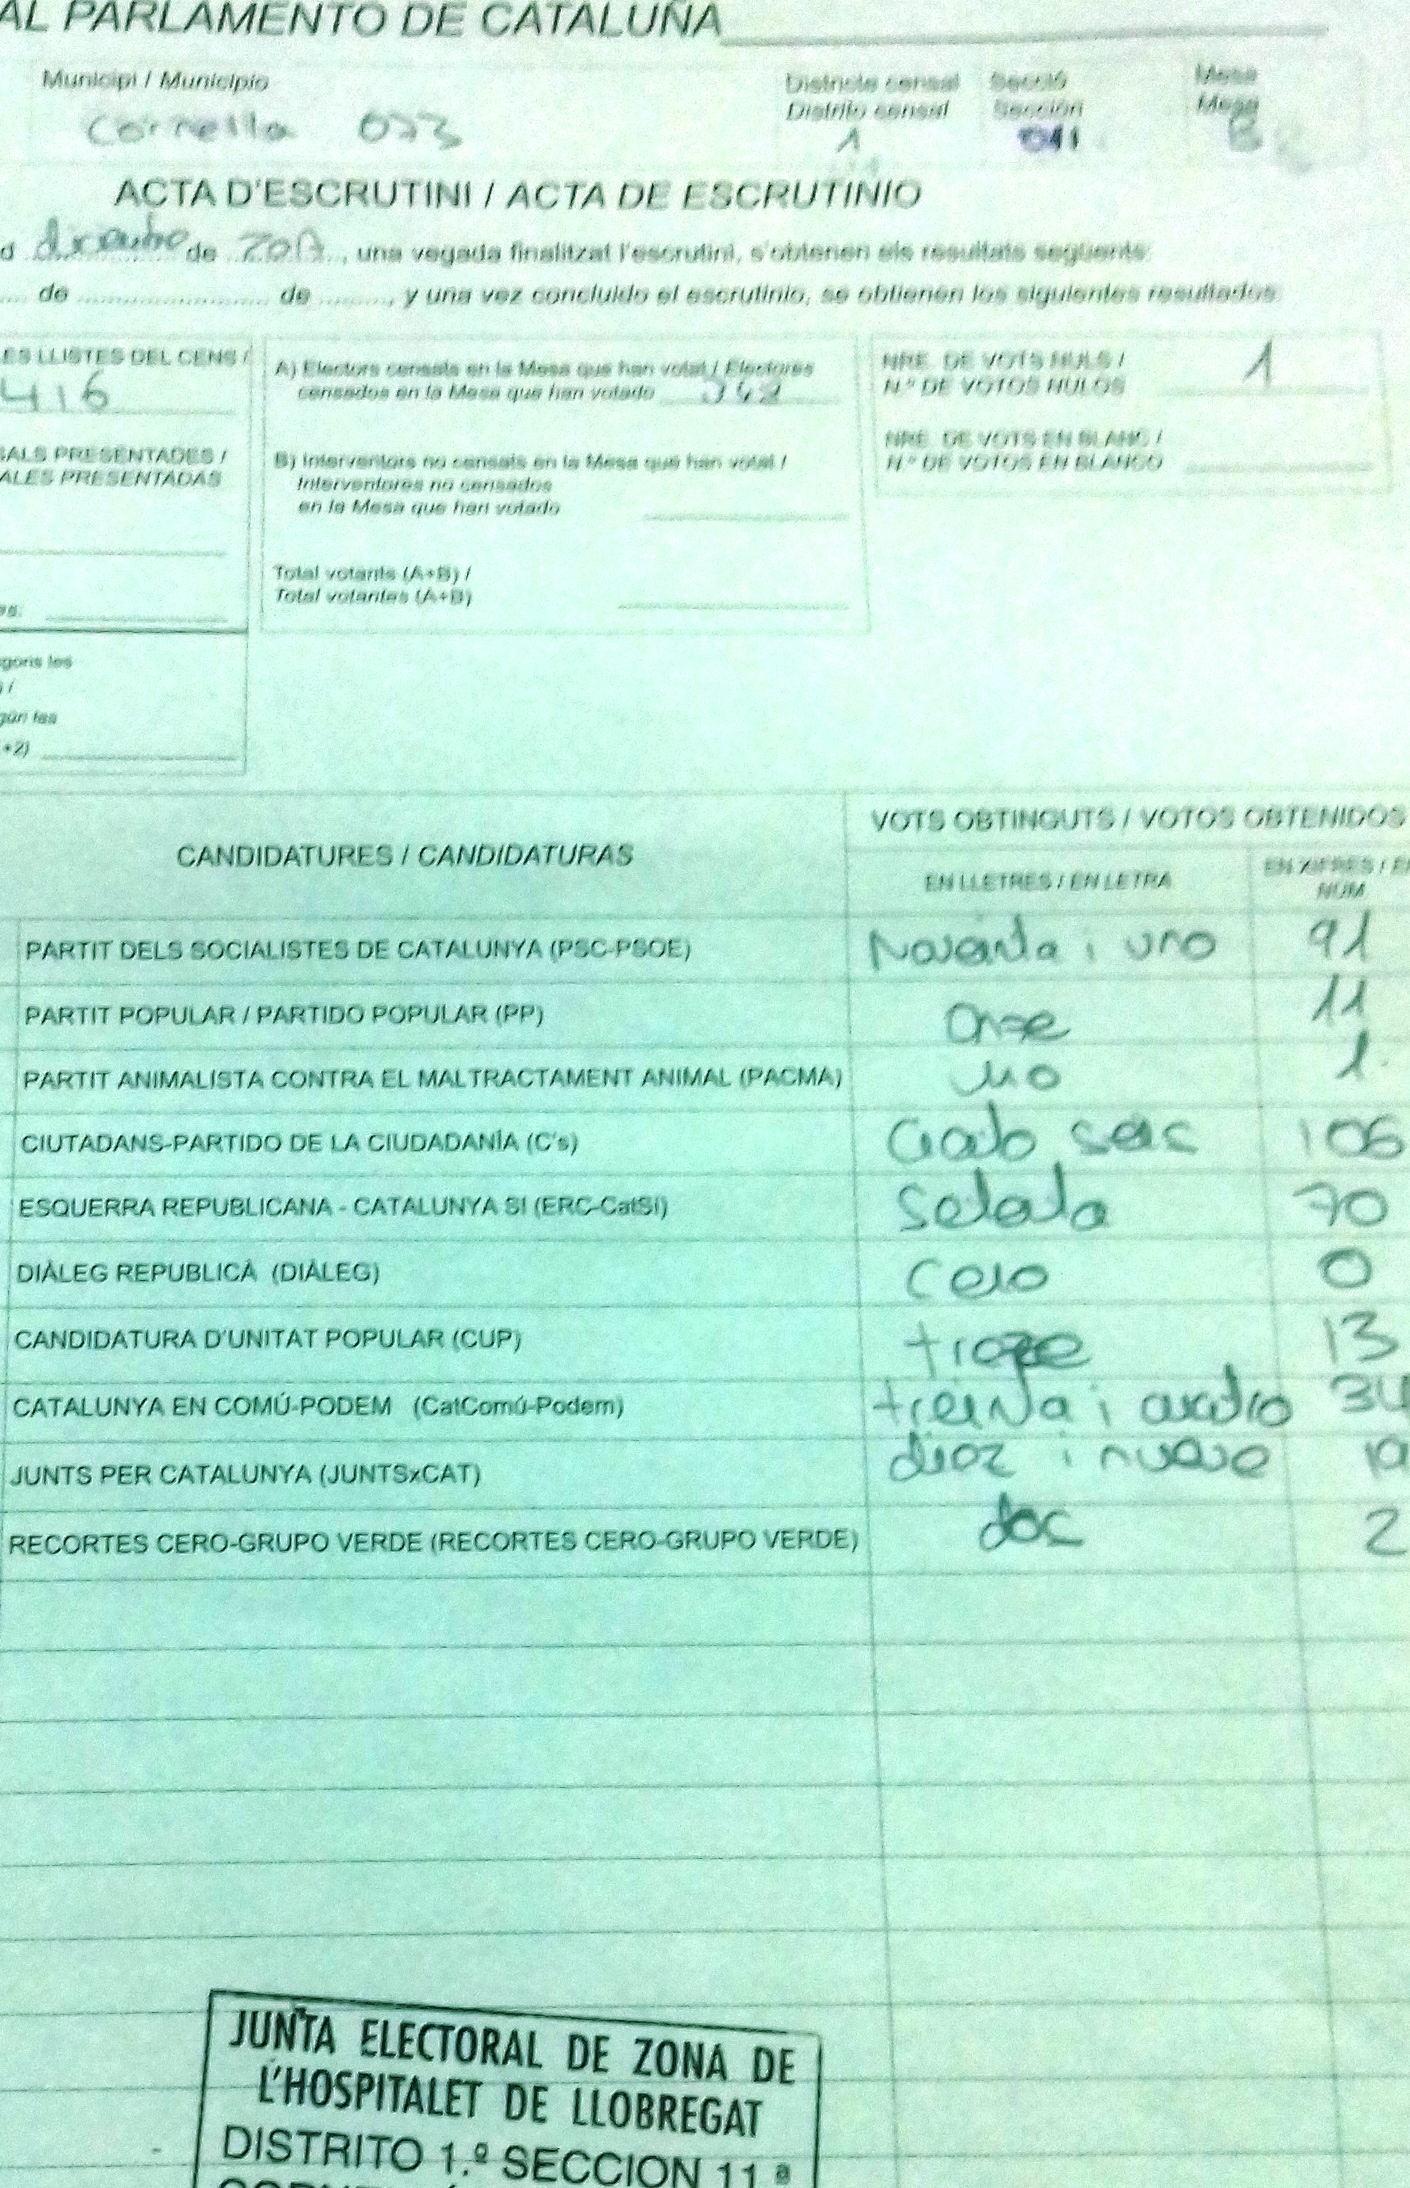 AL PARLAMENTO DE CATALUÑA
Municipi / Municipio
Districte censal
Distrito censal
Secció
Sección
Mesa
Mesa
Cornella 073
1
011
B
ACTA D'ESCRUTINI / ACTA DE ESCRUTINIO
d diciembre de 2017, una vegada finalitzat l'escrutini, s'obtenen els resultats següents:
de de , y una vez concluido el escrutinio, se obtienen los siguientes resultados:
ES LLISTES DEL CENS /
416
ALS PRESENTADES /
ALES PRESENTADAS
es:
gons les
) /
gún las
+2)
A) Electors censats en la Mesa que han votat / Electores
censados en la Mesa que han votado 348
B) Interventors no censats en la Mesa que han votat /
Interventores no censados
en la Mesa que han votado
Total votants (A+B) /
Total votantes (A+B)
NRE. DE VOTS NULS /
N.º DE VOTOS NULOS 1
NRE. DE VOTS EN BLANC /
N.º DE VOTOS EN BLANCO
CANDIDATURES / CANDIDATURAS
VOTS OBTINGUTS / VOTOS OBTENIDOS
EN LLETRES / EN LETRA
EN XIFRES / E
NÚM
PARTIT DELS SOCIALISTES DE CATALUNYA (PSC-PSOE) Noventa i uno 91
PARTIT POPULAR / PARTIDO POPULAR (PP) Onze 11
PARTIT ANIMALISTA CONTRA EL MALTRACTAMENT ANIMAL (PACMA) uno 1
CIUTADANS-PARTIDO DE LA CIUDADANÍA (C's) Ciento seis 106
ESQUERRA REPUBLICANA - CATALUNYA SI (ERC-CatSí) Setenta 70
DIÀLEG REPUBLICÀ (DIÀLEG) Cero 0
CANDIDATURA D'UNITAT POPULAR (CUP) treze 13
CATALUNYA EN COMÚ-PODEM (CatComú-Podem) treinta i cuatro 34
JUNTS PER CATALUNYA (JUNTSxCAT) diez i nueve 19
RECORTES CERO-GRUPO VERDE (RECORTES CERO-GRUPO VERDE) dos 2
JUNTA ELECTORAL DE ZONA DE
L'HOSPITALET DE LLOBREGAT
DISTRITO 1.º SECCION 11.ª